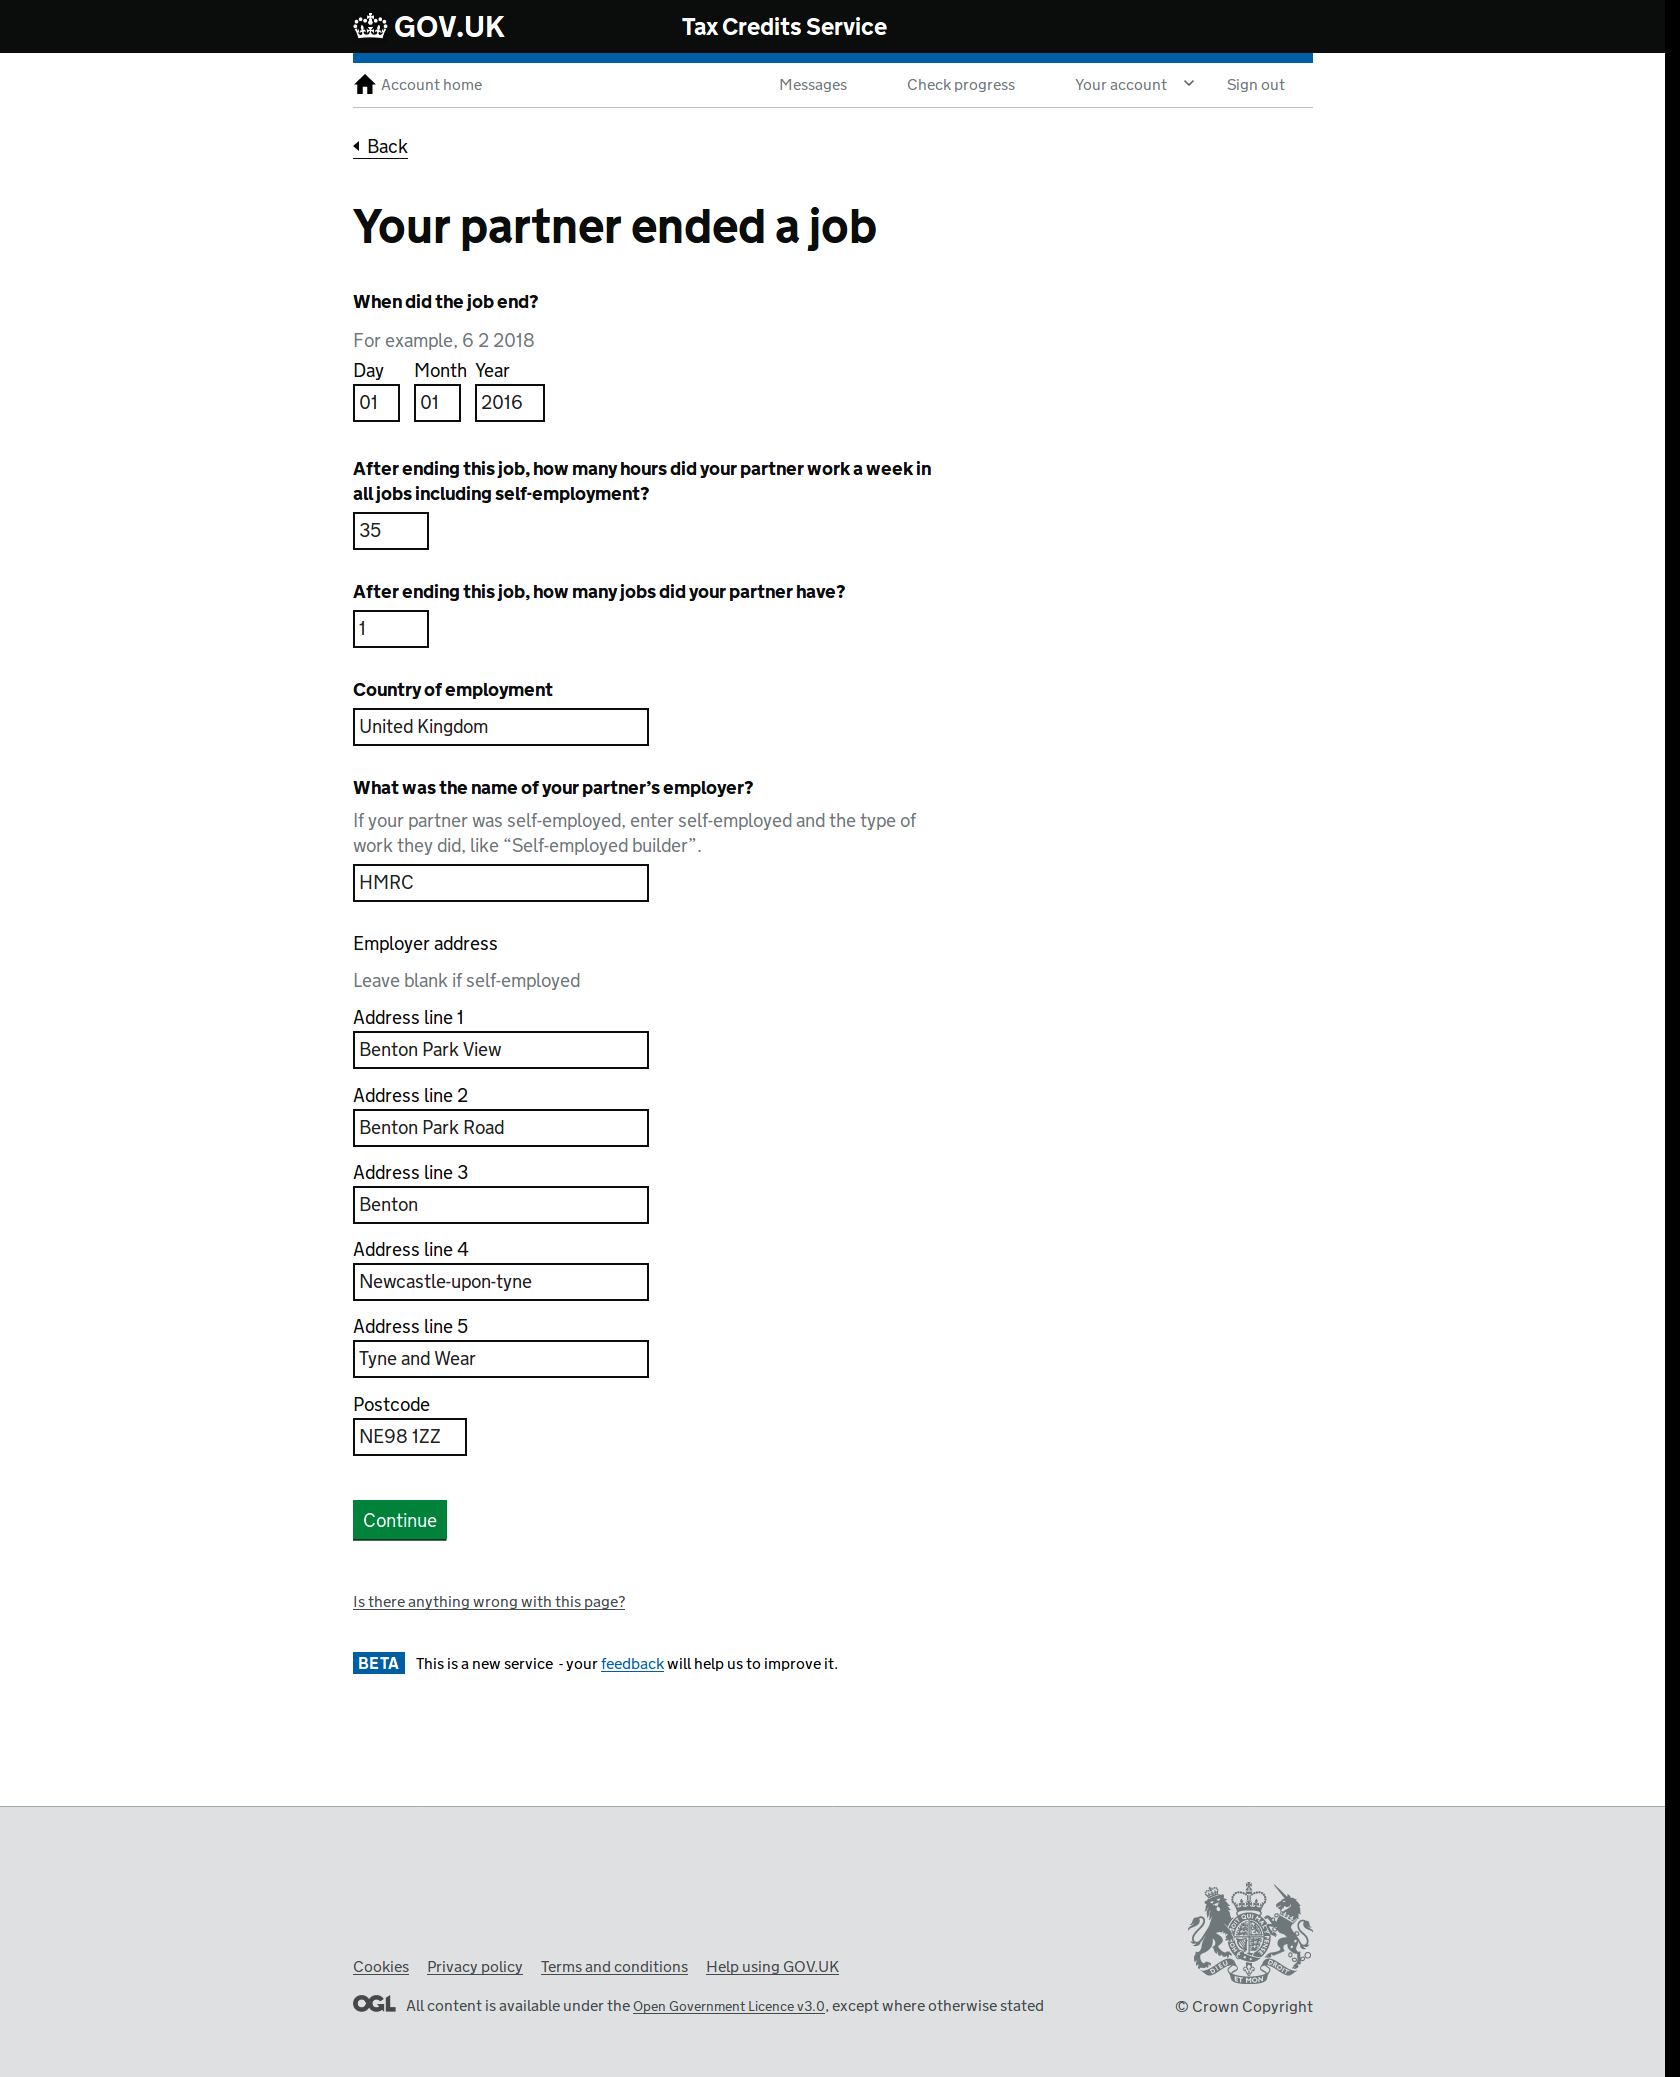 GOV.UK
Tax Credits Service
Account home
Messages
Check progress
Your account
Sign out
Back
Your partner ended a job
When did the job end?
For example, 6 2 2018
Day Month Year
01 01 2016
After ending this job, how many hours did your partner work a week in
all jobs including self-employment?
35
After ending this job, how many jobs did your partner have?
1
Country of employment
United Kingdom
What was the name of your partner’s employer?
If your partner was self-employed, enter self-employed and the type of
work they did, like “Self-employed builder”.
HMRC
Employer address
Leave blank if self-employed
Address line 1
Benton Park View
Address line 2
Benton Park Road
Address line 3
Benton
Address line 4
Newcastle-upon-tyne
Address line 5
Tyne and Wear
Postcode
NE98 1ZZ
Continue
Is there anything wrong with this page?
BETA This is a new service - your feedback will help us to improve it.
Cookies Privacy policy Terms and conditions Help using GOV.UK
OGL All content is available under the Open Government Licence v3.0, except where otherwise stated
DIEU ET MON DROIT
© Crown Copyright